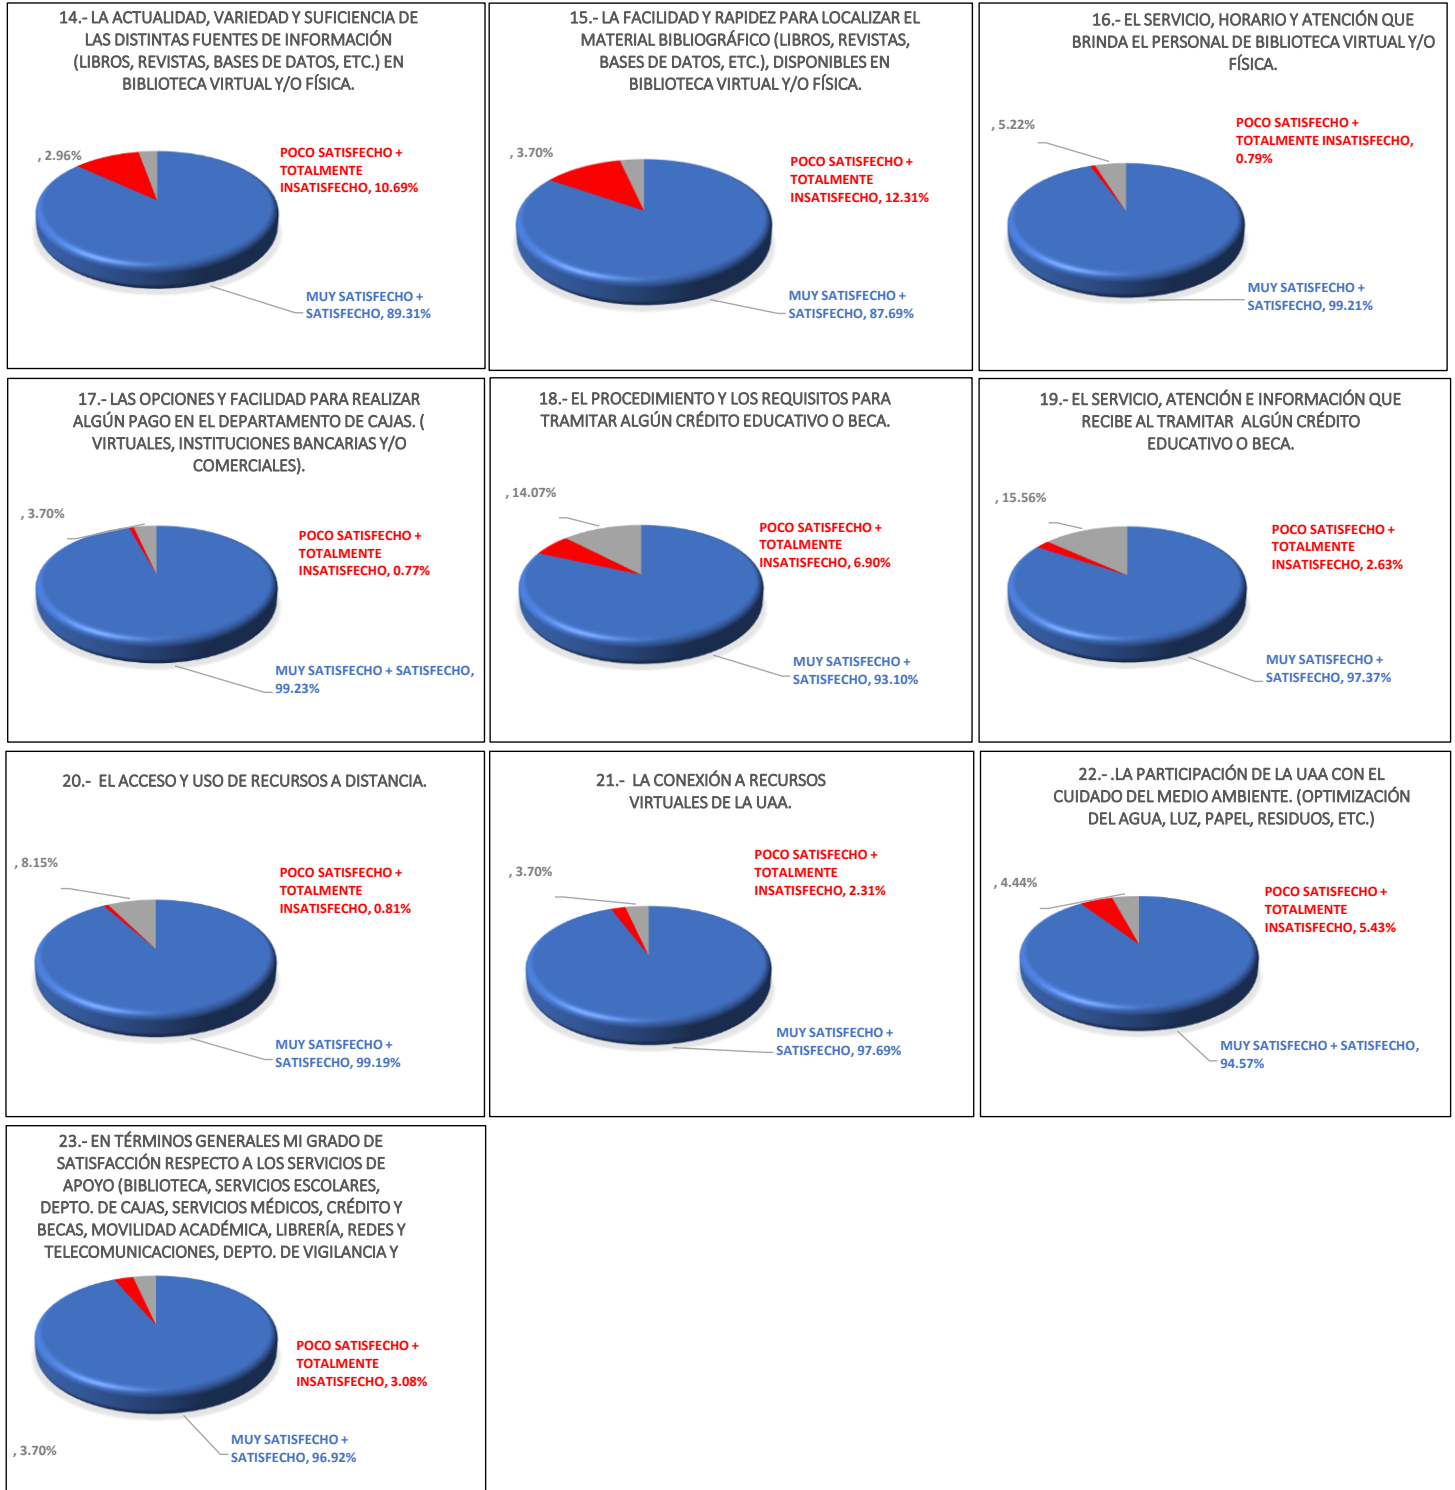 14.- LA ACTUALIDAD, VARIEDAD Y SUFICIENCIA DE
LAS DISTINTAS FUENTES DE INFORMACIÓN
(LIBROS, REVISTAS, BASES DE DATOS, ETC.) EN
BIBLIOTECA VIRTUAL Y/O FÍSICA.
, 2.96%
POCO SATISFECHO +
TOTALMENTE
INSATISFECHO, 10.69%
MUY SATISFECHO +
SATISFECHO, 89.31%
15.- LA FACILIDAD Y RAPIDEZ PARA LOCALIZAR EL
MATERIAL BIBLIOGRÁFICO (LIBROS, REVISTAS,
BASES DE DATOS, ETC.), DISPONIBLES EN
BIBLIOTECA VIRTUAL Y/O FÍSICA.
, 3.70%
POCO SATISFECHO +
TOTALMENTE
INSATISFECHO, 12.31%
MUY SATISFECHO +
SATISFECHO, 87.69%
16.- EL SERVICIO, HORARIO Y ATENCIÓN QUE
BRINDA EL PERSONAL DE BIBLIOTECA VIRTUAL Y/O
FÍSICA.
, 5.22%
POCO SATISFECHO +
TOTALMENTE INSATISFECHO,
0.79%
MUY SATISFECHO +
SATISFECHO, 99.21%
17.- LAS OPCIONES Y FACILIDAD PARA REALIZAR
ALGÚN PAGO EN EL DEPARTAMENTO DE CAJAS. (
VIRTUALES, INSTITUCIONES BANCARIAS Y/O
COMERCIALES).
, 3.70%
POCO SATISFECHO +
TOTALMENTE
INSATISFECHO, 0.77%
MUY SATISFECHO + SATISFECHO,
99.23%
18.- EL PROCEDIMIENTO Y LOS REQUISITOS PARA
TRAMITAR ALGÚN CRÉDITO EDUCATIVO O BECA.
, 14.07%
POCO SATISFECHO +
TOTALMENTE
INSATISFECHO, 6.90%
MUY SATISFECHO +
SATISFECHO, 93.10%
19.- EL SERVICIO, ATENCIÓN E INFORMACIÓN QUE
RECIBE AL TRAMITAR ALGÚN CRÉDITO
EDUCATIVO O BECA.
, 15.56%
POCO SATISFECHO +
TOTALMENTE
INSATISFECHO, 2.63%
MUY SATISFECHO +
SATISFECHO, 97.37%
20.- EL ACCESO Y USO DE RECURSOS A DISTANCIA.
, 8.15%
POCO SATISFECHO +
TOTALMENTE
INSATISFECHO, 0.81%
MUY SATISFECHO +
SATISFECHO, 99.19%
21.- LA CONEXIÓN A RECURSOS
VIRTUALES DE LA UAA.
, 3.70%
POCO SATISFECHO +
TOTALMENTE
INSATISFECHO, 2.31%
MUY SATISFECHO +
SATISFECHO, 97.69%
22.- .LA PARTICIPACIÓN DE LA UAA CON EL
CUIDADO DEL MEDIO AMBIENTE. (OPTIMIZACIÓN
DEL AGUA, LUZ, PAPEL, RESIDUOS, ETC.)
, 4.44%
POCO SATISFECHO +
TOTALMENTE
INSATISFECHO, 5.43%
MUY SATISFECHO + SATISFECHO,
94.57%
23.- EN TÉRMINOS GENERALES MI GRADO DE
SATISFACCIÓN RESPECTO A LOS SERVICIOS DE
APOYO (BIBLIOTECA, SERVICIOS ESCOLARES,
DEPTO. DE CAJAS, SERVICIOS MÉDICOS, CRÉDITO Y
BECAS, MOVILIDAD ACADÉMICA, LIBRERÍA, REDES Y
TELECOMUNICACIONES, DEPTO. DE VIGILANCIA Y
POCO SATISFECHO +
TOTALMENTE
INSATISFECHO, 3.08%
MUY SATISFECHO +
SATISFECHO, 96.92%
, 3.70%